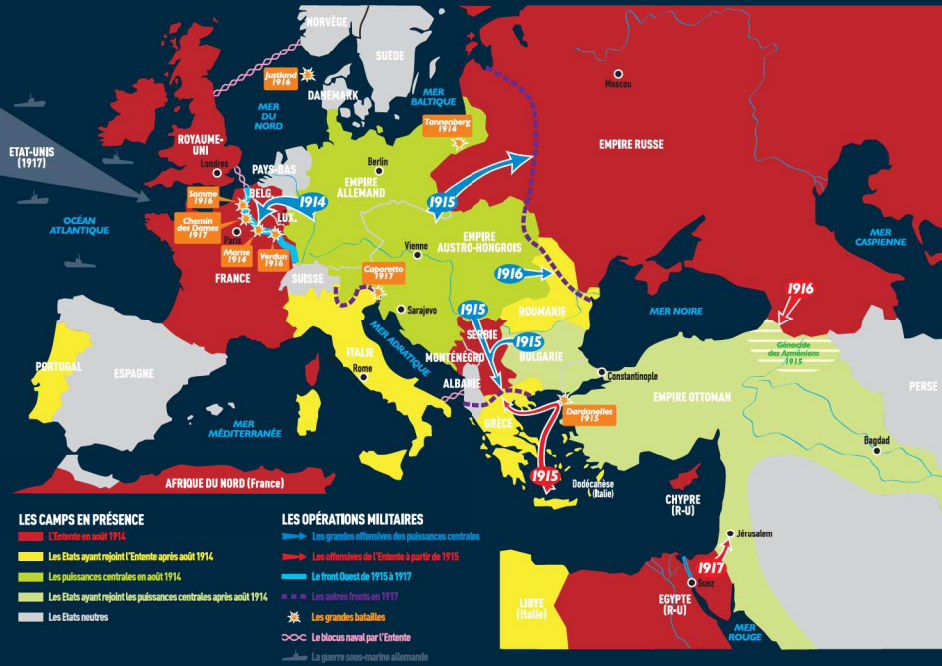 NORVÈGE
SUÈDE
Justland
1916
MER
DU
NORD
DANEMARK
MER
BALTIQUE
Tannenberg
1914
Moscou
EMPIRE RUSSE
ETAT-UNIS
(1917)
ROYAUME-
UNI
Londres
PAYS-BAS
Berlin
EMPIRE
ALLEMAND
BELG.
1914
LUX.
1915
Somme
1916
Chemin
des Dames
1917
Paris
Marne
1914
Verdun
1916
OCÉAN
ATLANTIQUE
FRANCE
SUISSE
Vienne
EMPIRE
AUSTRO-HONGROIS
1916
Caporetto
1917
MER
CASPIENNE
1915
ROUMANIE
MER NOIRE
1916
Sarajevo
SERBIE
1915
BULGARIE
MONTÉNÉGRO
MER ADRIATIQUE
ITALIE
Rome
ALBANIE
Génocide
des Arméniens
1915
PORTUGAL
ESPAGNE
Constantinople
EMPIRE OTTOMAN
PERSE
Dardanelles
1915
GRÈCE
MER
MÉDITERRANÉE
Bagdad
1915
Dodécanèse
(Italie)
AFRIQUE DU NORD (France)
CHYPRE
(R-U)
Jérusalem
1917
Suez
LIBYE
(Italie)
EGYPTE
(R-U)
MER
ROUGE
LES CAMPS EN PRÉSENCE
L'Entente en août 1914
Les Etats ayant rejoint l'Entente après août 1914
Les puissances centrales en août 1914
Les Etats ayant rejoint les puissances centrales après août 1914
Les Etats neutres
LES OPÉRATIONS MILITAIRES
Les grandes offensives des puissances centrales
Les offensives de l'Entente à partir de 1915
Le front Ouest de 1915 à 1917
Les autres fronts en 1917
Les grandes batailles
Le blocus naval par l'Entente
La guerre sous-marine allemande